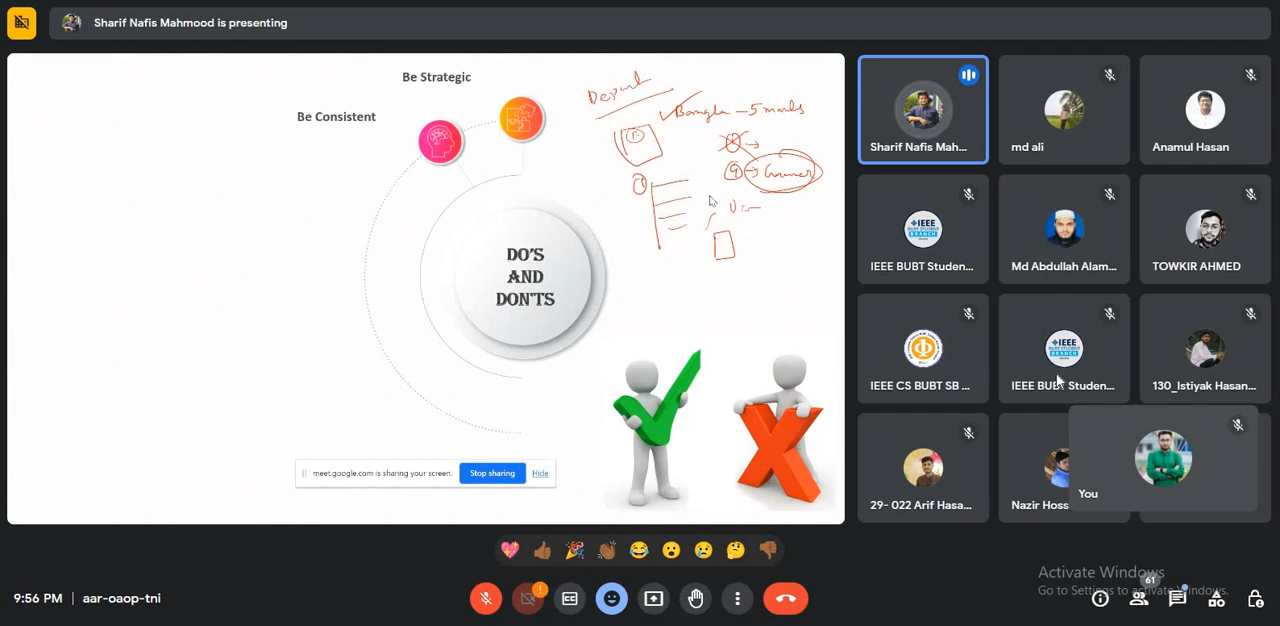 Sharif Nafis Mahmood is presenting
Be Strategic
Be Consistent
Bangla – 5 marks
DO'S
AND
DON'TS
meet.google.com is sharing your screen.
Stop sharing
Hide
Sharif Nafis Mah...
md ali
Anamul Hasan
IEEE BUBT Studen...
Md Abdullah Alam...
TOWKIR AHMED
IEEE CS BUBT SB ...
IEEE BUBT Studen...
130_Istiyak Hasan...
29- 022 Arif Hasa...
Nazir Hoss
You
9:56 PM | aar-oaop-tni
Activate Windows
Go to Settings to activate Windows.
61